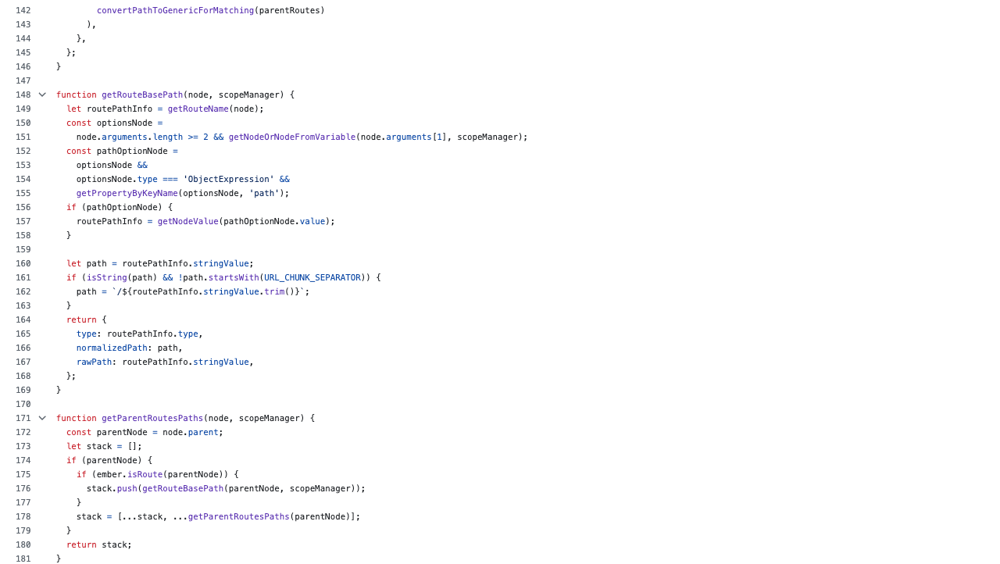 142 convertPathToGenericForMatching(parentRoutes)
143 ),
144 },
145 };
146 }
147
148 function getRouteBasePath(node, scopeManager) {
149 let routePathInfo = getRouteName(node);
150 const optionsNode =
151 node.arguments.length >= 2 && getNodeOrNodeFromVariable(node.arguments[1], scopeManager);
152 const pathOptionNode =
153 optionsNode &&
154 optionsNode.type === 'ObjectExpression' &&
155 getPropertyByKeyName(optionsNode, 'path');
156 if (pathOptionNode) {
157 routePathInfo = getNodeValue(pathOptionNode.value);
158 }
159
160 let path = routePathInfo.stringValue;
161 if (isString(path) && !path.startsWith(URL_CHUNK_SEPARATOR)) {
162 path = `/${routePathInfo.stringValue.trim()}`;
163 }
164 return {
165 type: routePathInfo.type,
166 normalizedPath: path,
167 rawPath: routePathInfo.stringValue,
168 };
169 }
170
171 function getParentRoutesPaths(node, scopeManager) {
172 const parentNode = node.parent;
173 let stack = [];
174 if (parentNode) {
175 if (ember.isRoute(parentNode)) {
176 stack.push(getRouteBasePath(parentNode, scopeManager));
177 }
178 stack = [...stack, ...getParentRoutesPaths(parentNode)];
179 }
180 return stack;
181 }